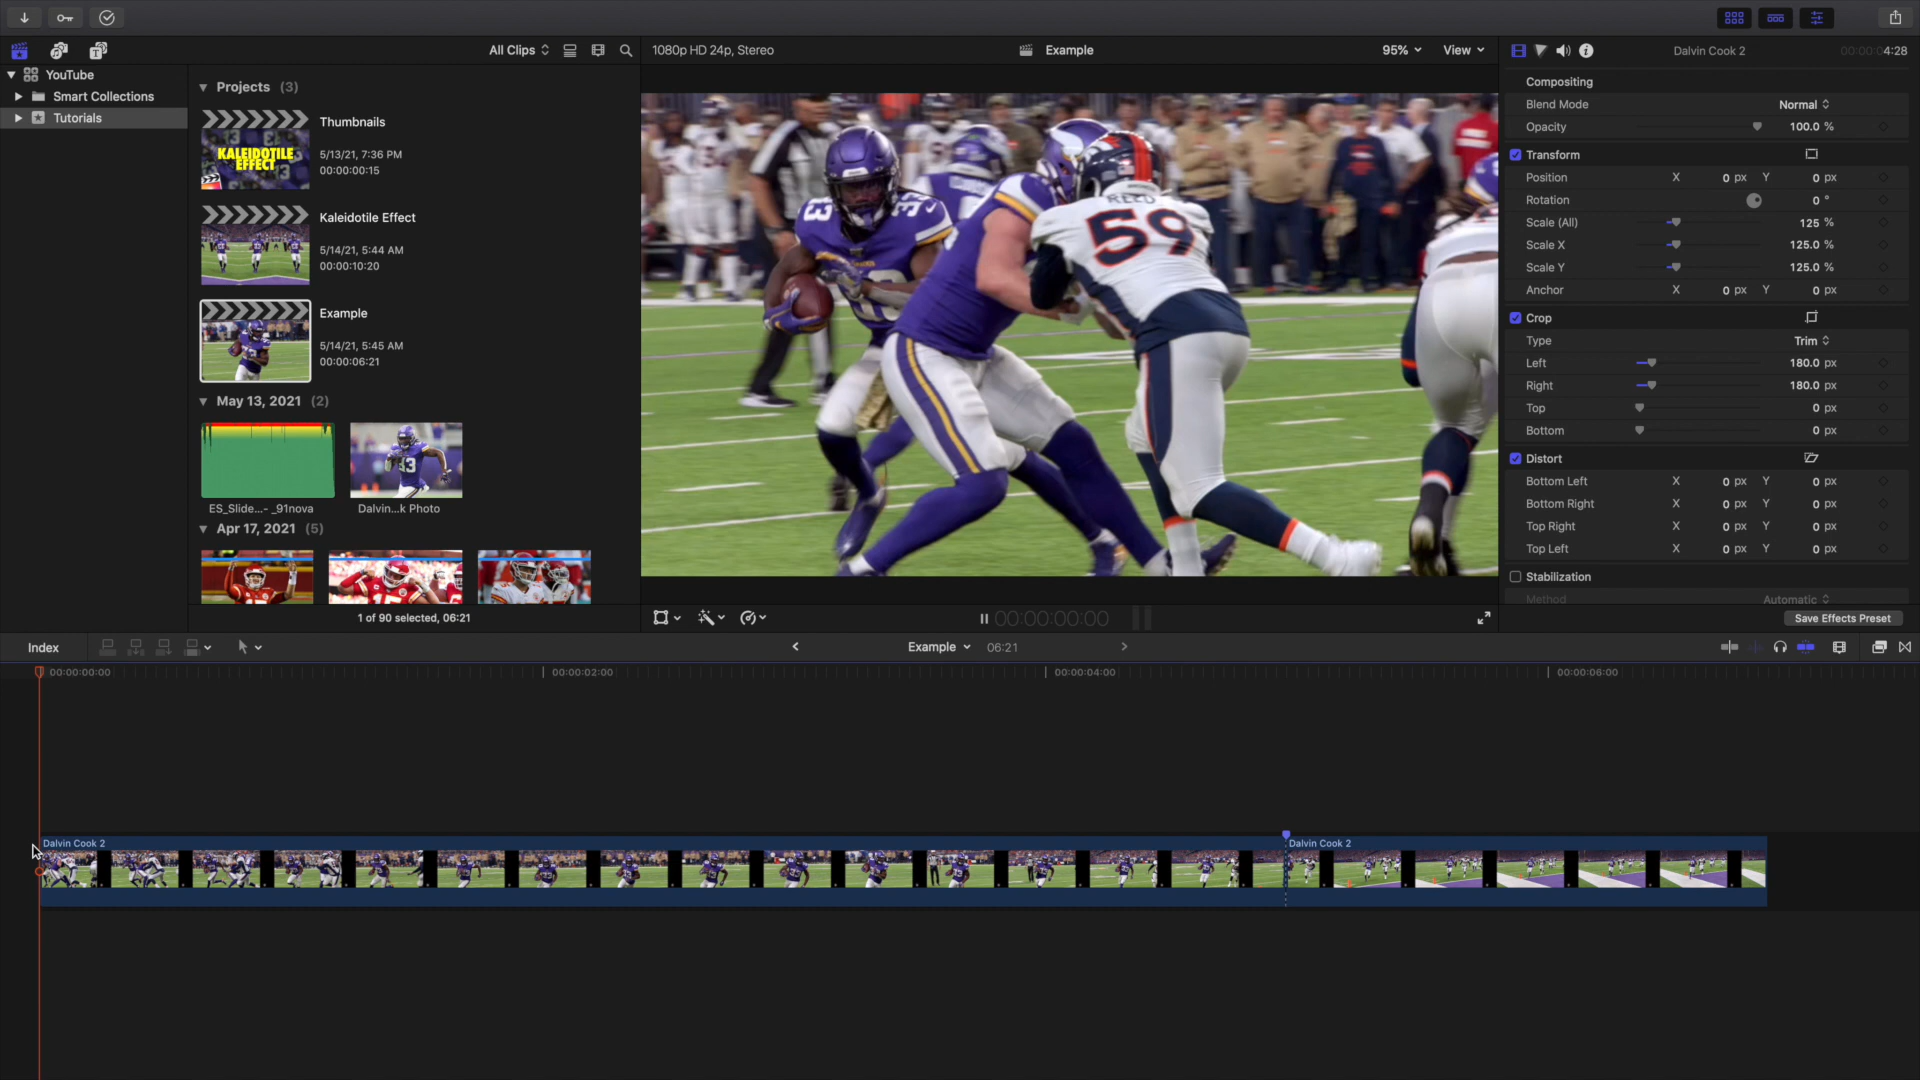 All Clips
1080p HD 24p, Stereo
Example
95%
View
Dalvin Cook 2
00:00:04:28
YouTube
Smart Collections
Tutorials
Projects (3)
Thumbnails
5/13/21, 7:36 PM
00:00:00:15
KALEIDOTILE
EFFECT
Kaleidotile Effect
5/14/21, 5:44 AM
00:00:10:20
Example
5/14/21, 5:45 AM
00:00:06:21
May 13, 2021 (2)
ES_Slide...- _91nova
Dalvin...k Photo
Apr 17, 2021 (5)
1 of 90 selected, 06:21
33
33
REED
59
Compositing
Blend Mode Normal
Opacity 100.0 %
Transform
Position X 0 px Y 0 px
Rotation 0 °
Scale (All) 125 %
Scale X 125.0 %
Scale Y 125.0 %
Anchor X 0 px Y 0 px
Crop
Type Trim
Left 180.0 px
Right 180.0 px
Top 0 px
Bottom 0 px
Distort
Bottom Left X 0 px Y 0 px
Bottom Right X 0 px Y 0 px
Top Right X 0 px Y 0 px
Top Left X 0 px Y 0 px
Stabilization
Method Automatic
00:00:00:00
Save Effects Preset
Index
Example 06:21
00:00:00:00
00:00:02:00
00:00:04:00
00:00:06:00
Dalvin Cook 2
Dalvin Cook 2